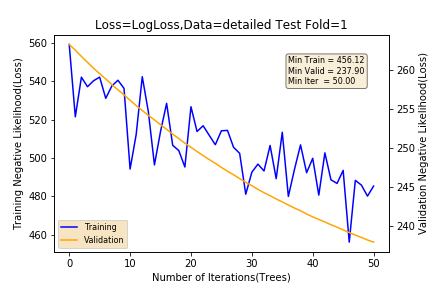 Loss=LogLoss,Data=detailed Test Fold=1
560
540
520
500
480
460
Training Negative Likelihood(Loss)
Min Train = 456.12
Min Valid = 237.90
Min Iter = 50.00
260
255
250
245
240
Validation Negative Likelihood(Loss)
Training
Validation
0
10
20
30
40
50
Number of Iterations(Trees)